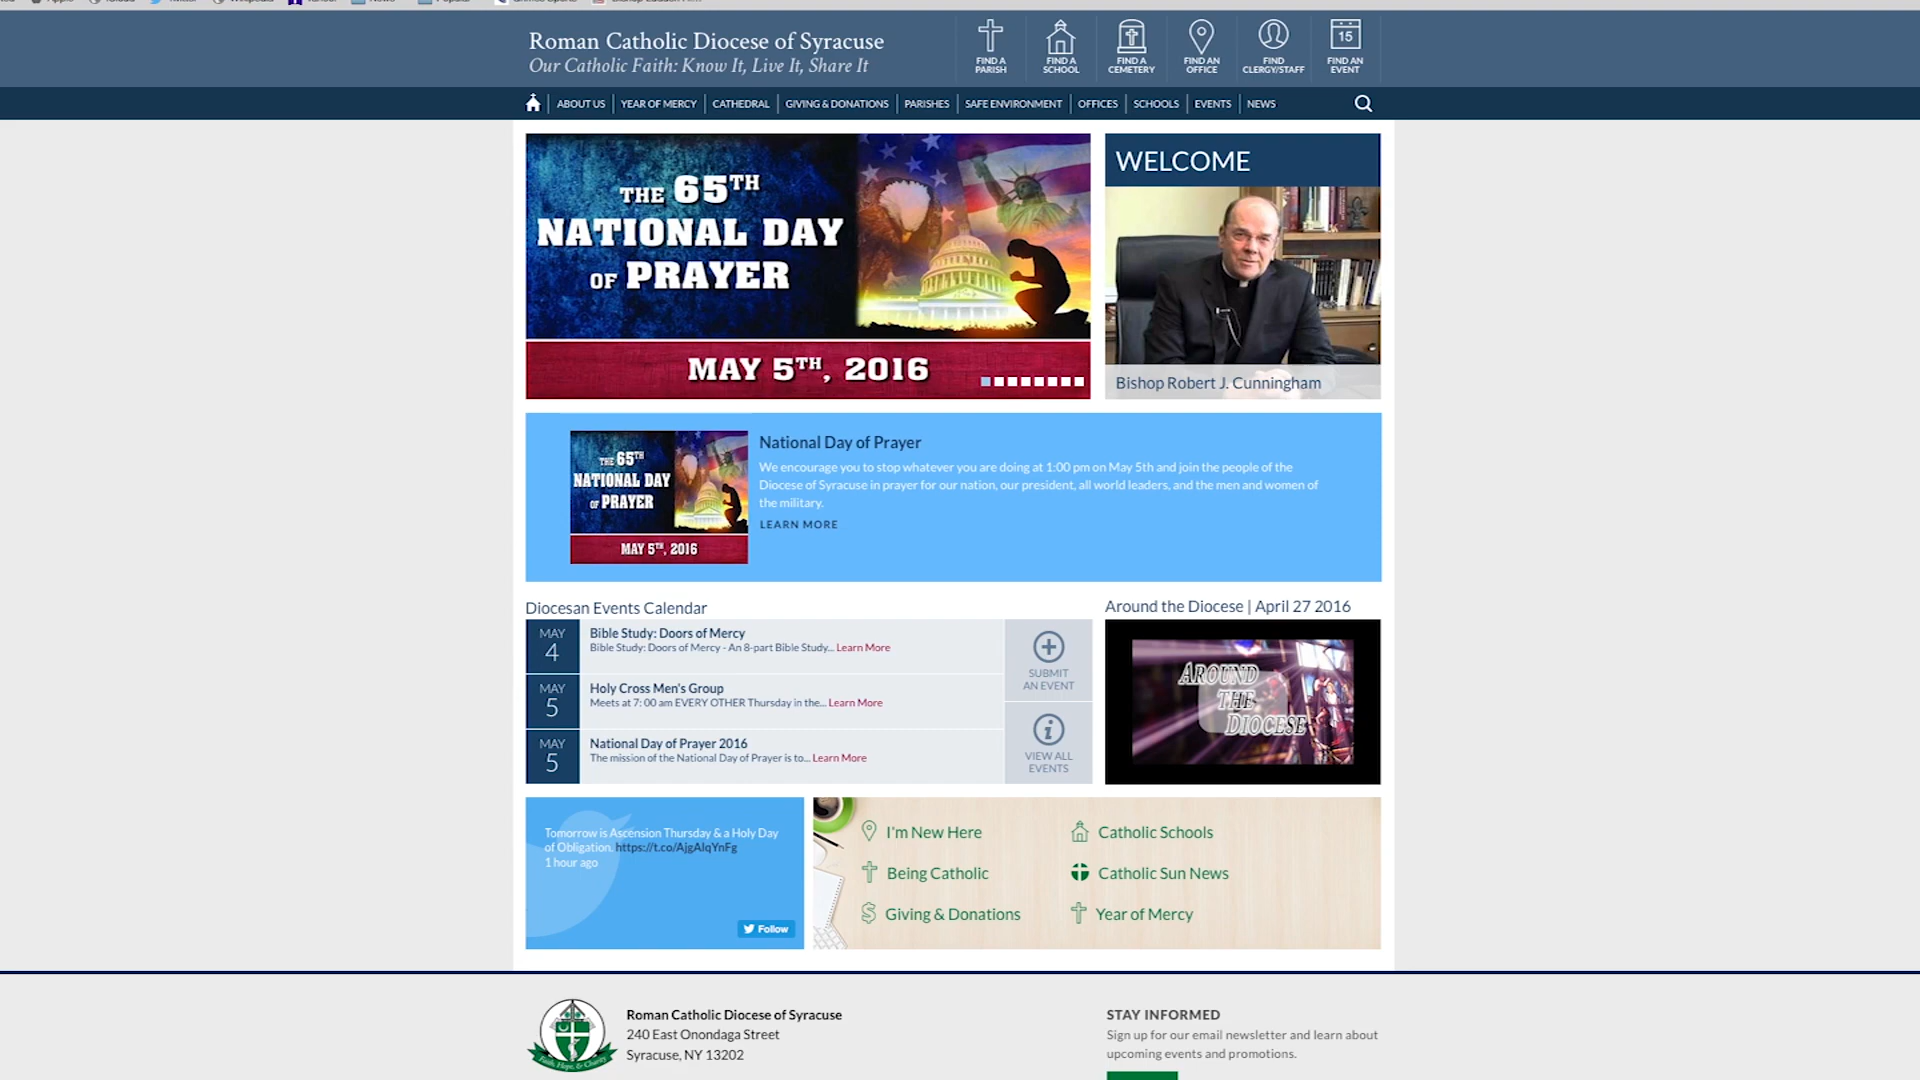 Roman Catholic Diocese of Syracuse
Our Catholic Faith: Know It, Live It, Share It
FIND A PARISH
FIND A SCHOOL
FIND A CEMETERY
FIND AN OFFICE
FIND CLERGY/STAFF
15
FIND AN EVENT
ABOUT US
YEAR OF MERCY
CATHEDRAL
GIVING & DONATIONS
PARISHES
SAFE ENVIRONMENT
OFFICES
SCHOOLS
EVENTS
NEWS
THE 65TH
NATIONAL DAY
OF PRAYER
MAY 5TH, 2016
WELCOME
Bishop Robert J. Cunningham
THE 65TH
NATIONAL DAY
OF PRAYER
MAY 5TH, 2016
National Day of Prayer
We encourage you to stop whatever you are doing at 1:00 pm on May 5th and join the people of the
Diocese of Syracuse in prayer for our nation, our president, all world leaders, and the men and women of
the military.
LEARN MORE
Diocesan Events Calendar
MAY
4
Bible Study: Doors of Mercy
Bible Study: Doors of Mercy - An 8-part Bible Study... Learn More
MAY
5
Holy Cross Men's Group
Meets at 7: 00 am EVERY OTHER Thursday in the... Learn More
MAY
5
National Day of Prayer 2016
The mission of the National Day of Prayer is to... Learn More
SUBMIT
AN EVENT
VIEW ALL
EVENTS
Around the Diocese | April 27 2016
AROUND
THE
DIOCESE
Tomorrow is Ascension Thursday & a Holy Day
of Obligation. https://t.co/AjgAlqYnFg
1 hour ago
Follow
I'm New Here
Being Catholic
Giving & Donations
Catholic Schools
Catholic Sun News
Year of Mercy
Faith, Hope, & Charity
Roman Catholic Diocese of Syracuse
240 East Onondaga Street
Syracuse, NY 13202
STAY INFORMED
Sign up for our email newsletter and learn about
upcoming events and promotions.